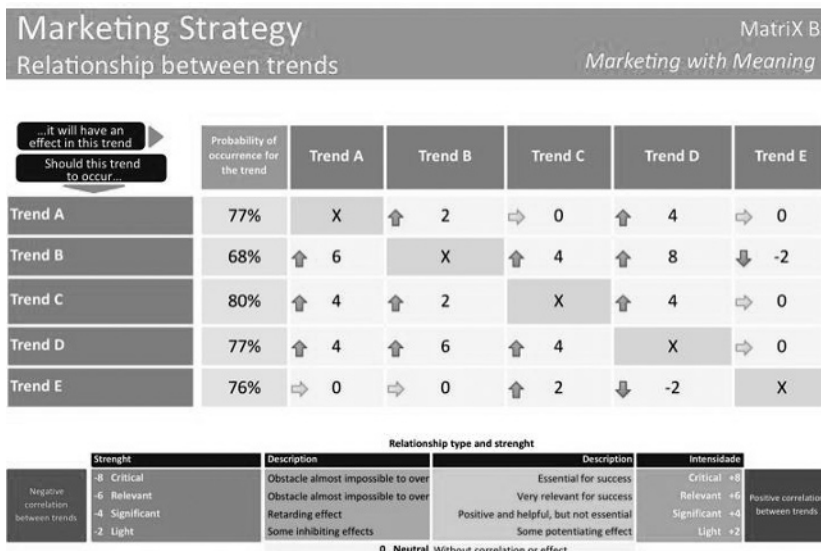 Marketing Strategy
MatriX B
Relationship between trends
Marketing with Meaning
...it will have an
effect in this trend
Should this trend
to occur...
Probability of
occurrence for
the trend
Trend A Trend B Trend C Trend D Trend E
Trend A 77% X 2 0 4 0
Trend B 68% 6 X 4 8 -2
Trend C 80% 4 2 X 4 0
Trend D 77% 4 6 4 X 0
Trend E 76% 0 0 2 -2 X
Relationship type and strenght
Strenght Description Description Intensidade
Negative
correlation
between trends
-8 Critical Obstacle almost impossible to over Essential for success Critical +8
-6 Relevant Obstacle almost impossible to over Very relevant for success Relevant +6
-4 Significant Retarding effect Positive and helpful, but not essential Significant +4
-2 Light Some inhibiting effects Some potentiating effect Light +2
Positive correlation
between trends
0 Neutral Without correlation or effect